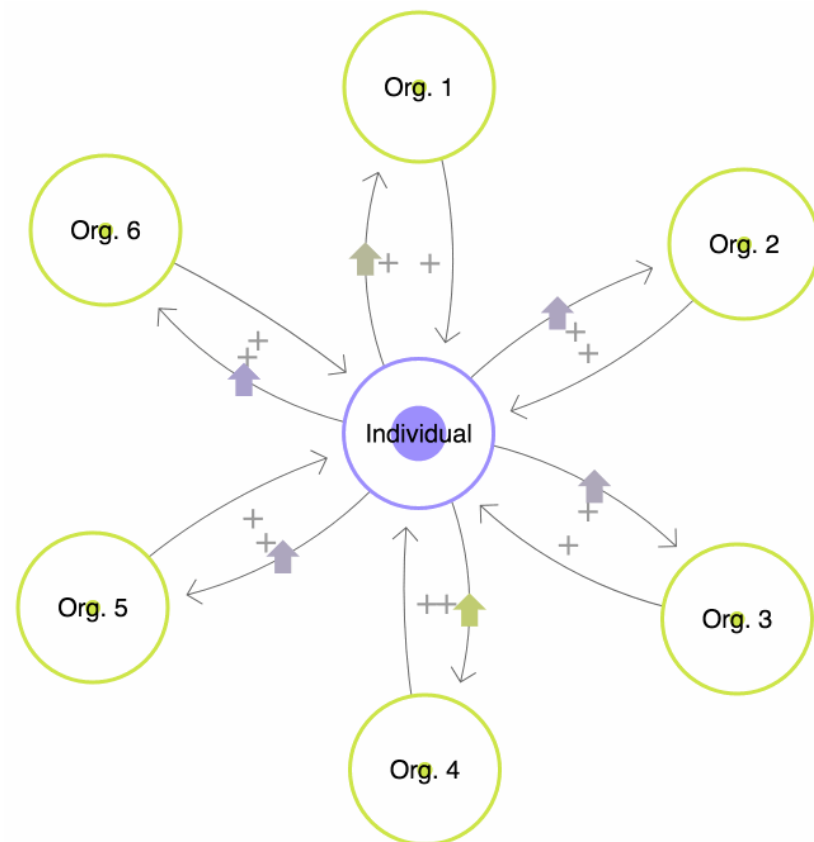 Org. 1
Org. 6
Org. 2
+ +
+
+
+
+
Individual
+
+
+
+
Org. 5
++
Org. 3
Org. 4